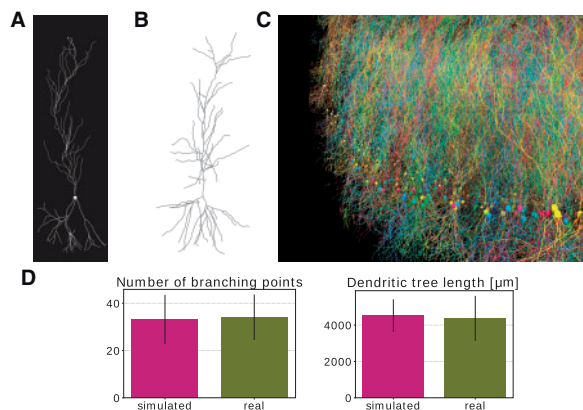 A
B
C
D
Number of branching points
Dendritic tree length [µm]
40
20
0
simulated
real
4000
2000
0
simulated
real